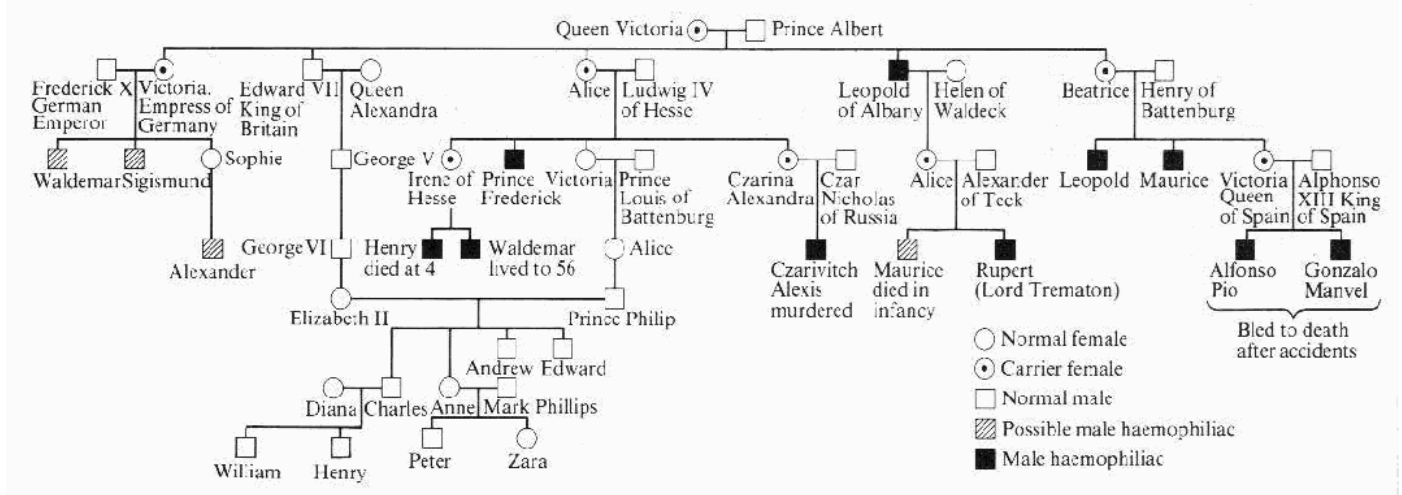 Queen Victoria
Prince Albert
Frederick X
German
Emperor
Victoria.
Empress of
Germany
Edward VII
King of
Britain
Queen
Alexandra
Alice
Ludwig IV
of Hesse
Leopold
of Albany
Helen of
Waldeck
Beatrice
Henry of
Battenburg
Waldemar
Sigismund
Sophie
George V
Irene of
Hesse
Prince
Frederick
Victoria
Prince
Louis of
Battenburg
Czarina
Alexandra
Czar
Nicholas
of Russia
Alice
Alexander
of Teck
Leopold
Maurice
Victoria
Queen
of Spain
Alphonso
XIII King
of Spain
Alexander
George VI
Henry
died at 4
Waldemar
lived to 56
Alice
Czarivitch
Alexis
murdered
Maurice
died in
infancy
Rupert
(Lord Trematon)
Alfonso
Pio
Gonzalo
Manvel
Bled to death
after accidents
Elizabeth II
Prince Philip
Andrew
Edward
Diana
Charles
Anne
Mark Phillips
William
Henry
Peter
Zara
Normal female
Carrier female
Normal male
Possible male haemophiliac
Male haemophiliac